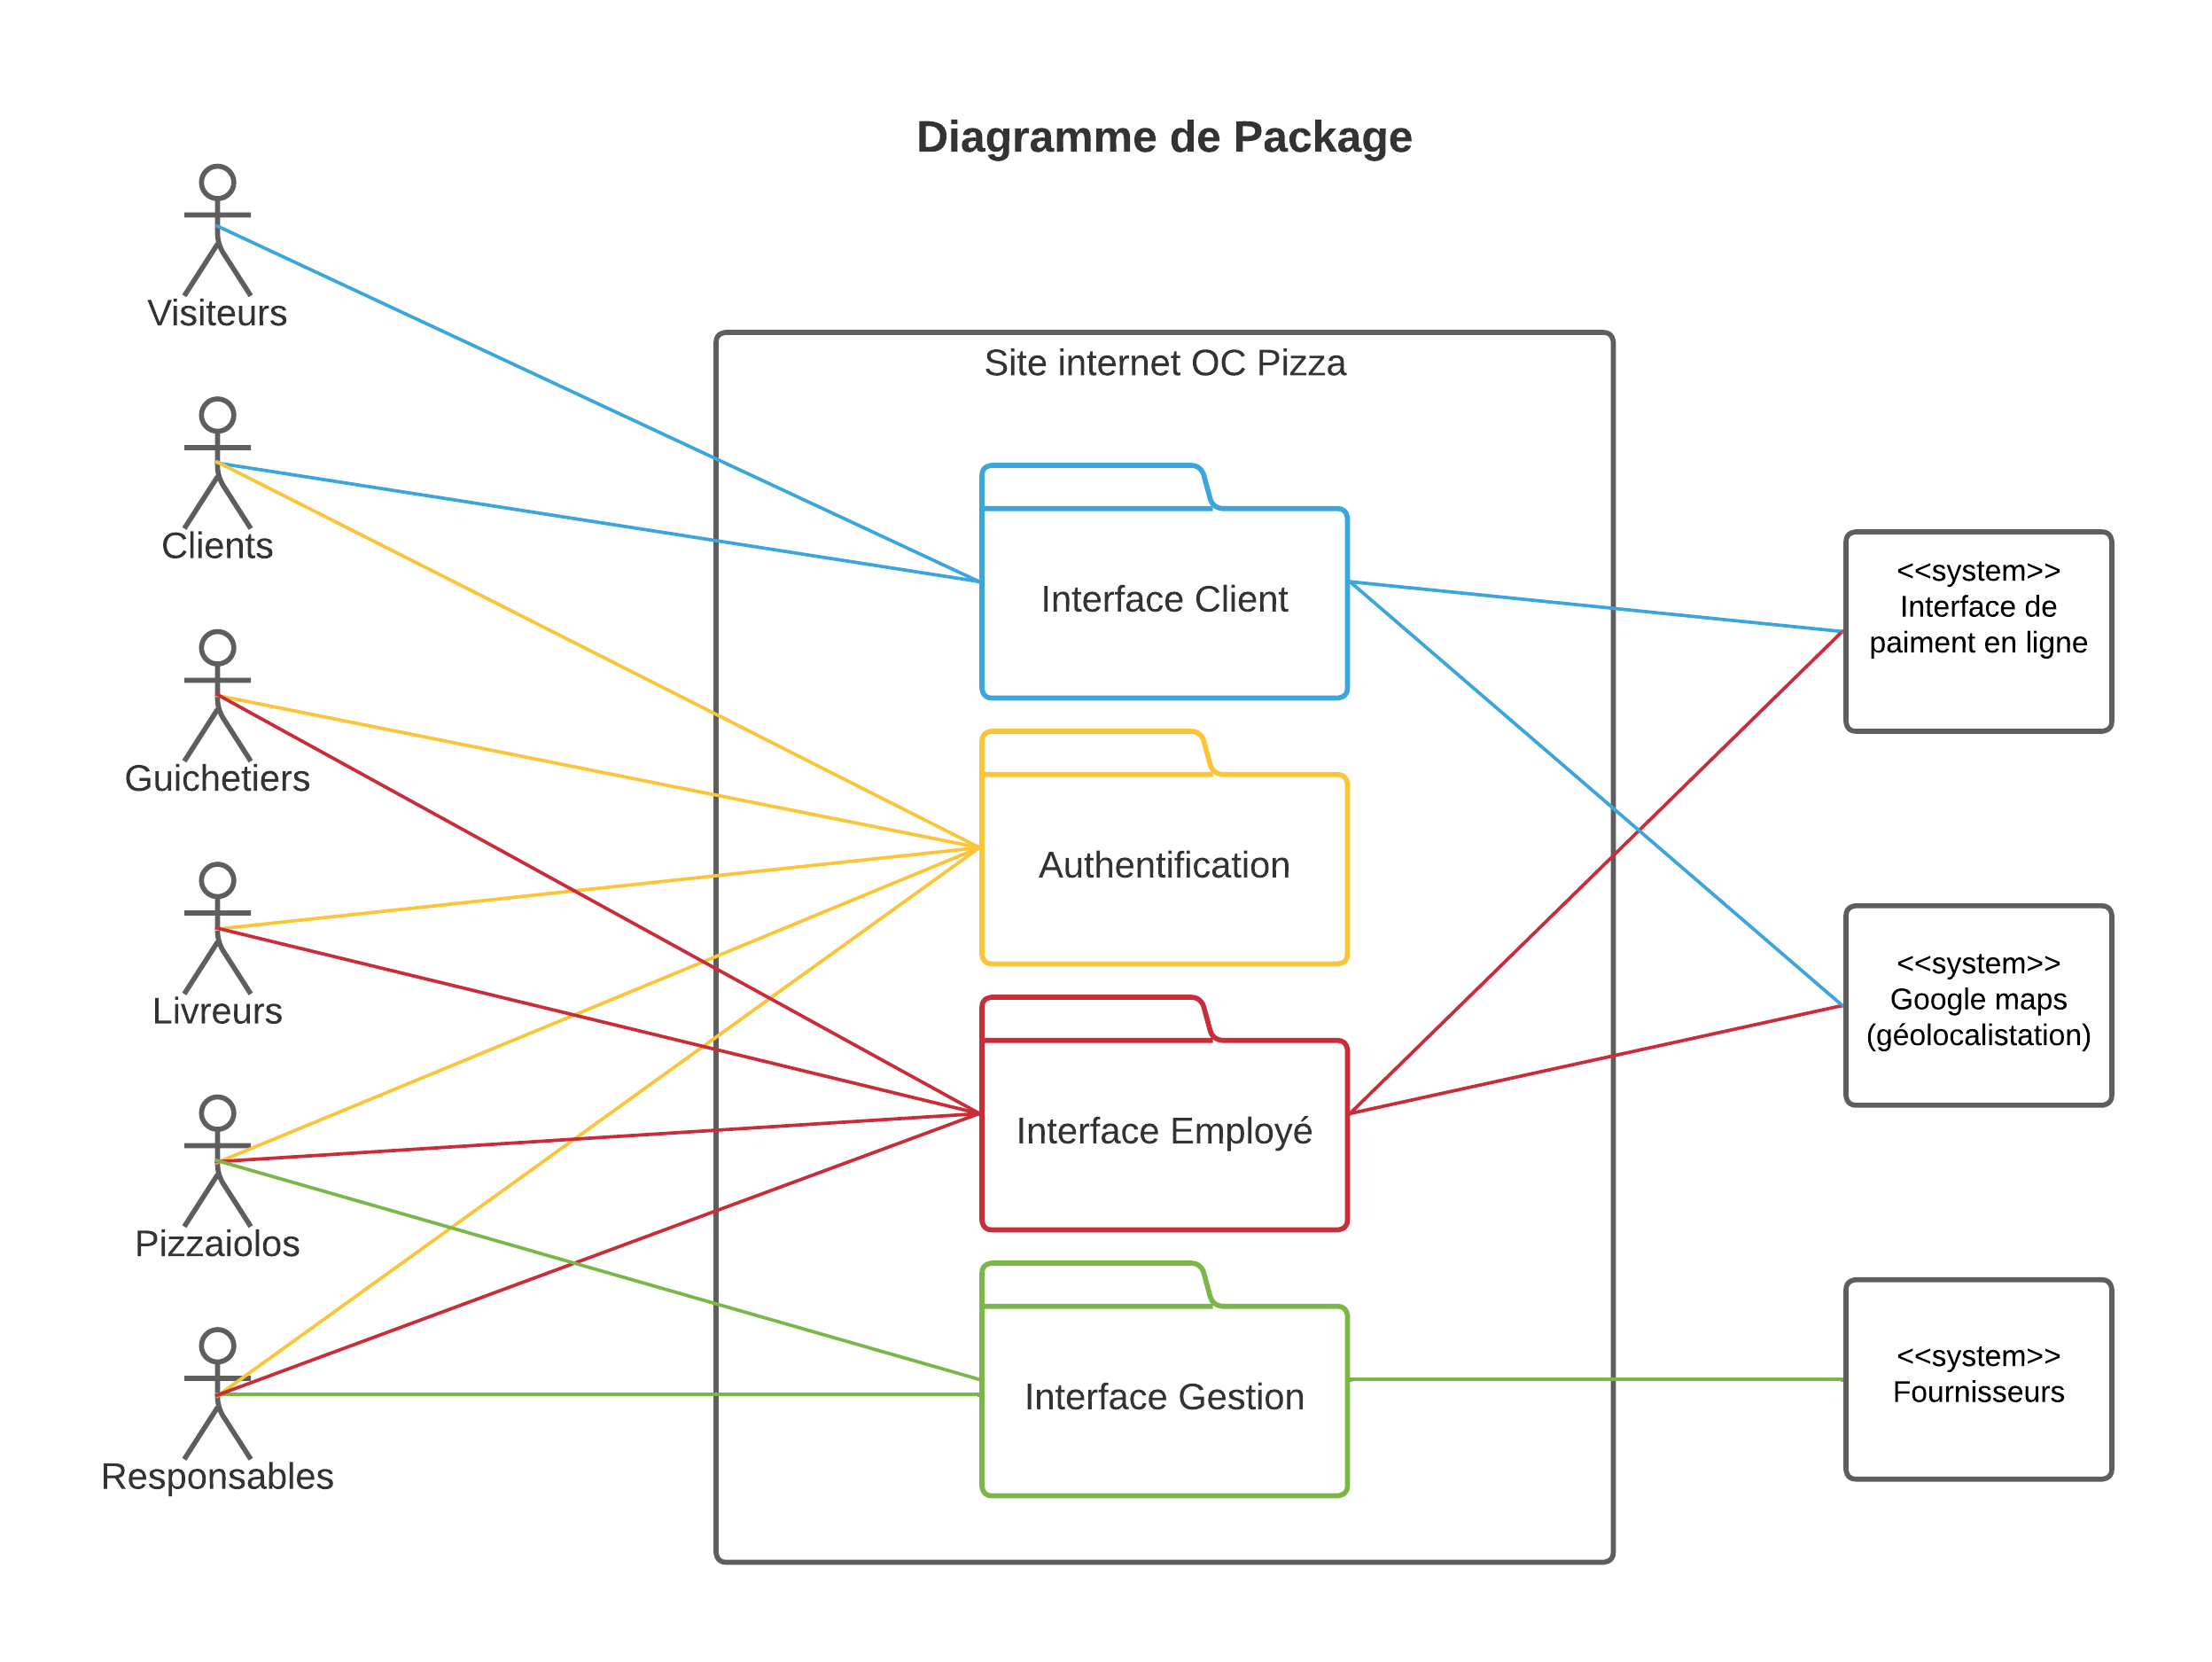 Diagramme de Package
Visiteurs
Clients
Guichetiers
Livreurs
Pizzaiolos
Responsables
Site internet OC Pizza
Interface Client
Authentification
Interface Employé
Interface Gestion
<<system>>
Interface de
paiment en ligne
<<system>>
Google maps
(géolocalistation)
<<system>>
Fournisseurs